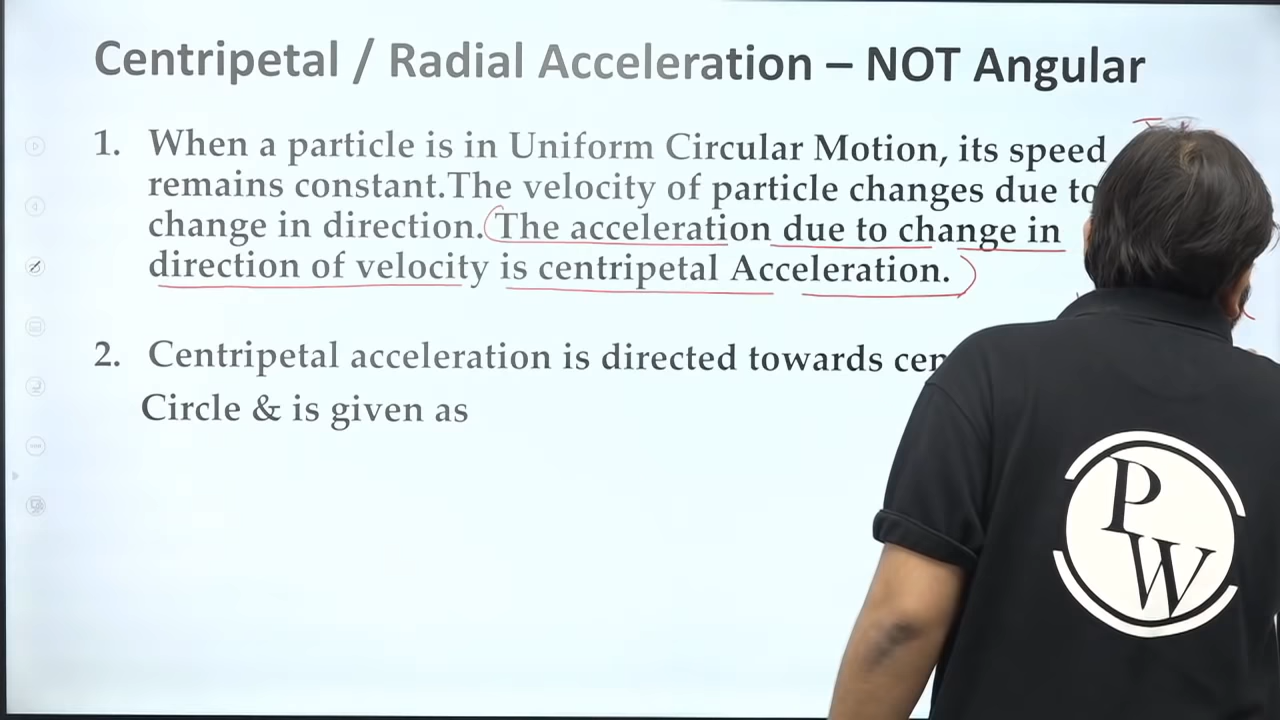 Centripetal / Radial Acceleration – NOT Angular
1. When a particle is in Uniform Circular Motion, its speed
remains constant.The velocity of particle changes due to
change in direction. The acceleration due to change in
direction of velocity is centripetal Acceleration.
2. Centripetal acceleration is directed towards
Circle & is given as
P
W